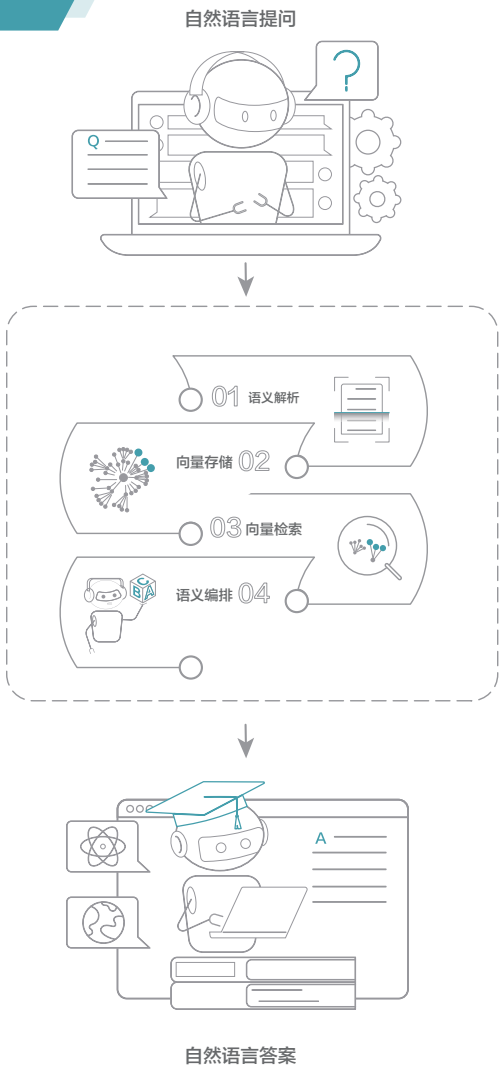 自然语言提问
Q
01 语义解析
向量存储 02
03 向量检索
C
B A
语义编排 04
A
自然语言答案